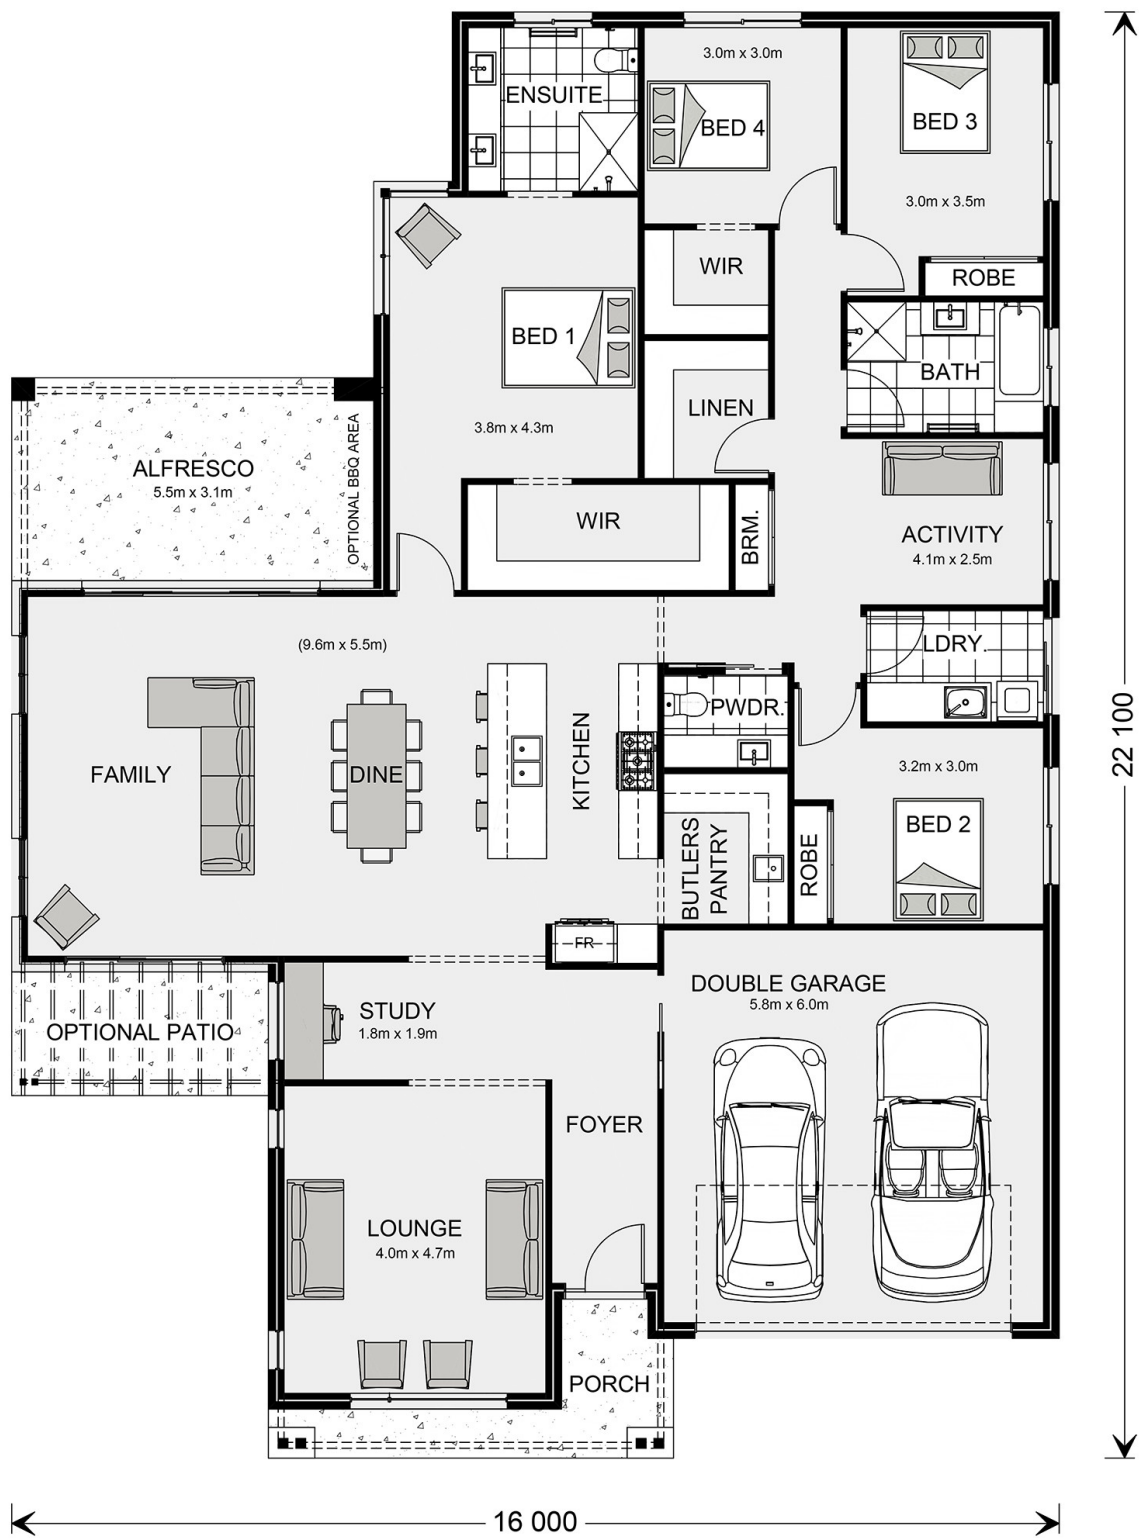 3.0m x 3.0m
ENSUITE
BED 4
BED 3
3.0m x 3.5m
WIR
ROBE
BED 1
BATH
LINEN
3.8m x 4.3m
ALFRESCO
5.5m x 3.1m
OPTIONAL BBQ AREA
WIR
BRM.
ACTIVITY
4.1m x 2.5m
(9.6m x 5.5m)
LDRY.
PWDR.
22 100
KITCHEN
FAMILY
DINE
3.2m x 3.0m
BED 2
BUTLERS
PANTRY
ROBE
FR
DOUBLE GARAGE
5.8m x 6.0m
STUDY
1.8m x 1.9m
OPTIONAL PATIO
FOYER
LOUNGE
4.0m x 4.7m
PORCH
16 000